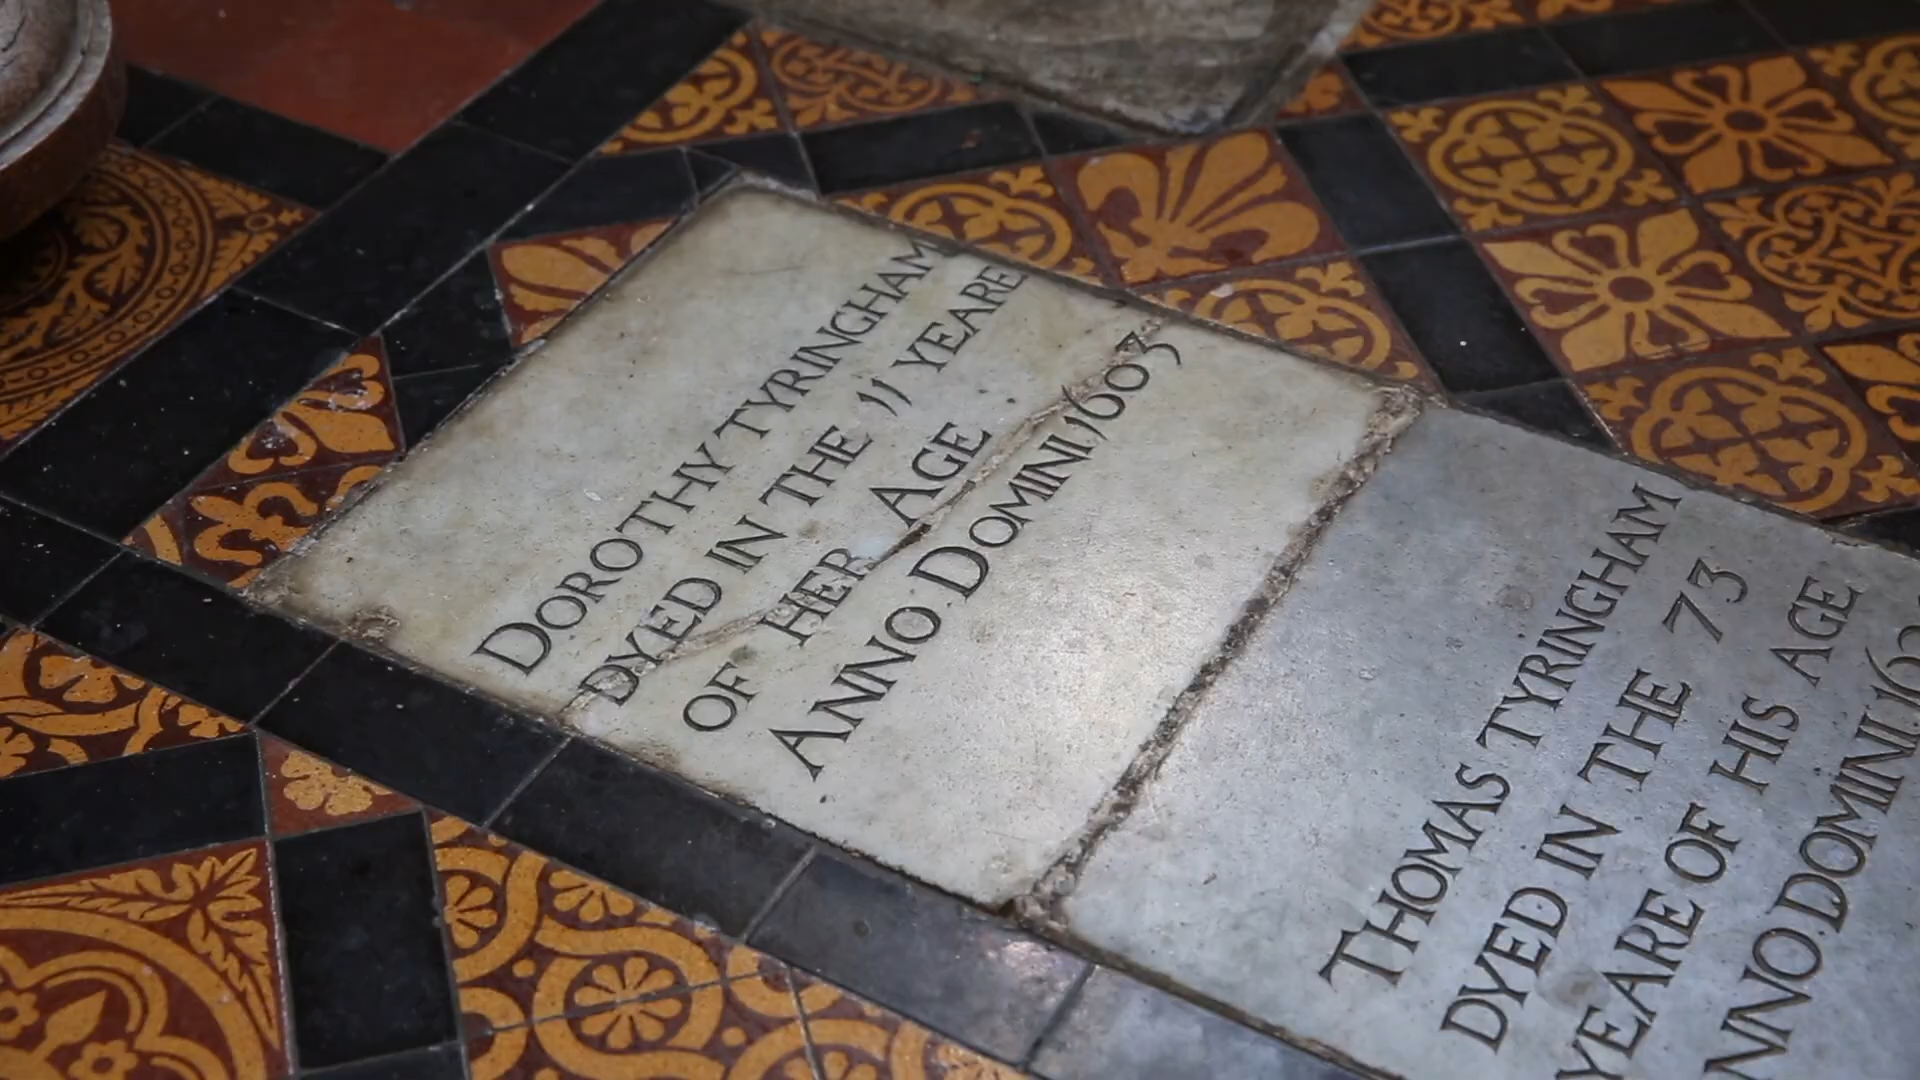 DOROTHY TYRINGHAM
DYED IN THE 11 YEARE
OF HER AGE
ANNO DOMINI 1603
THOMAS TYRINGHAM
DYED IN THE 73
YEARE OF HIS AGE
NNO.DOMINI.